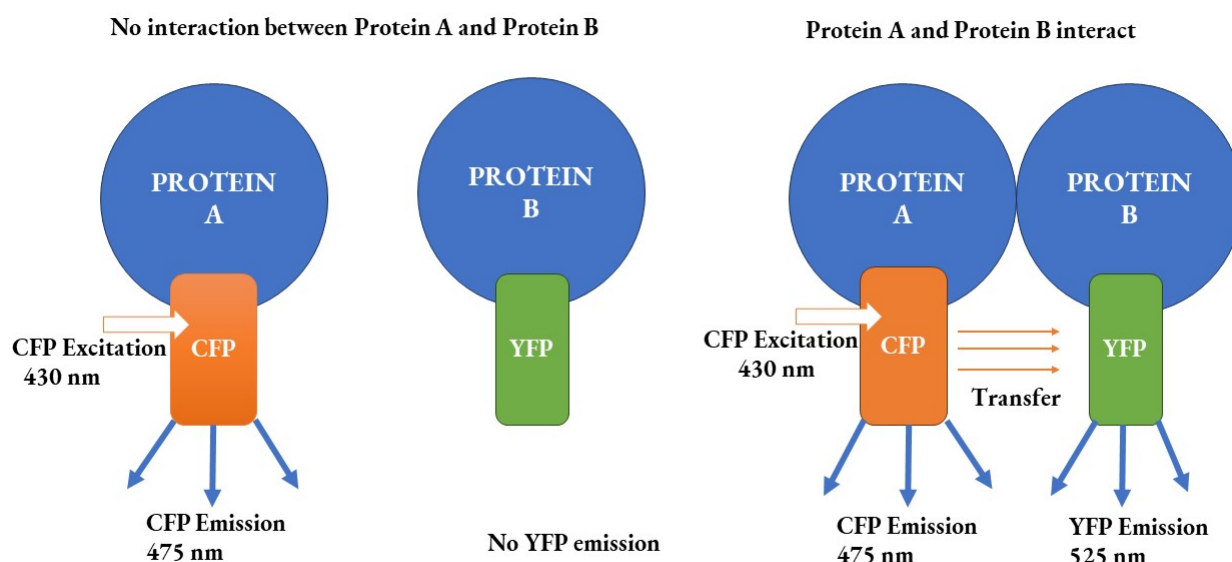 No interaction between Protein A and Protein B
PROTEIN
A
CFP Excitation
430 nm
CFP
CFP Emission
475 nm
PROTEIN
B
YFP
No YFP emission
Protein A and Protein B interact
PROTEIN
A
CFP Excitation
430 nm
CFP
Transfer
CFP Emission
475 nm
PROTEIN
B
YFP
YFP Emission
525 nm